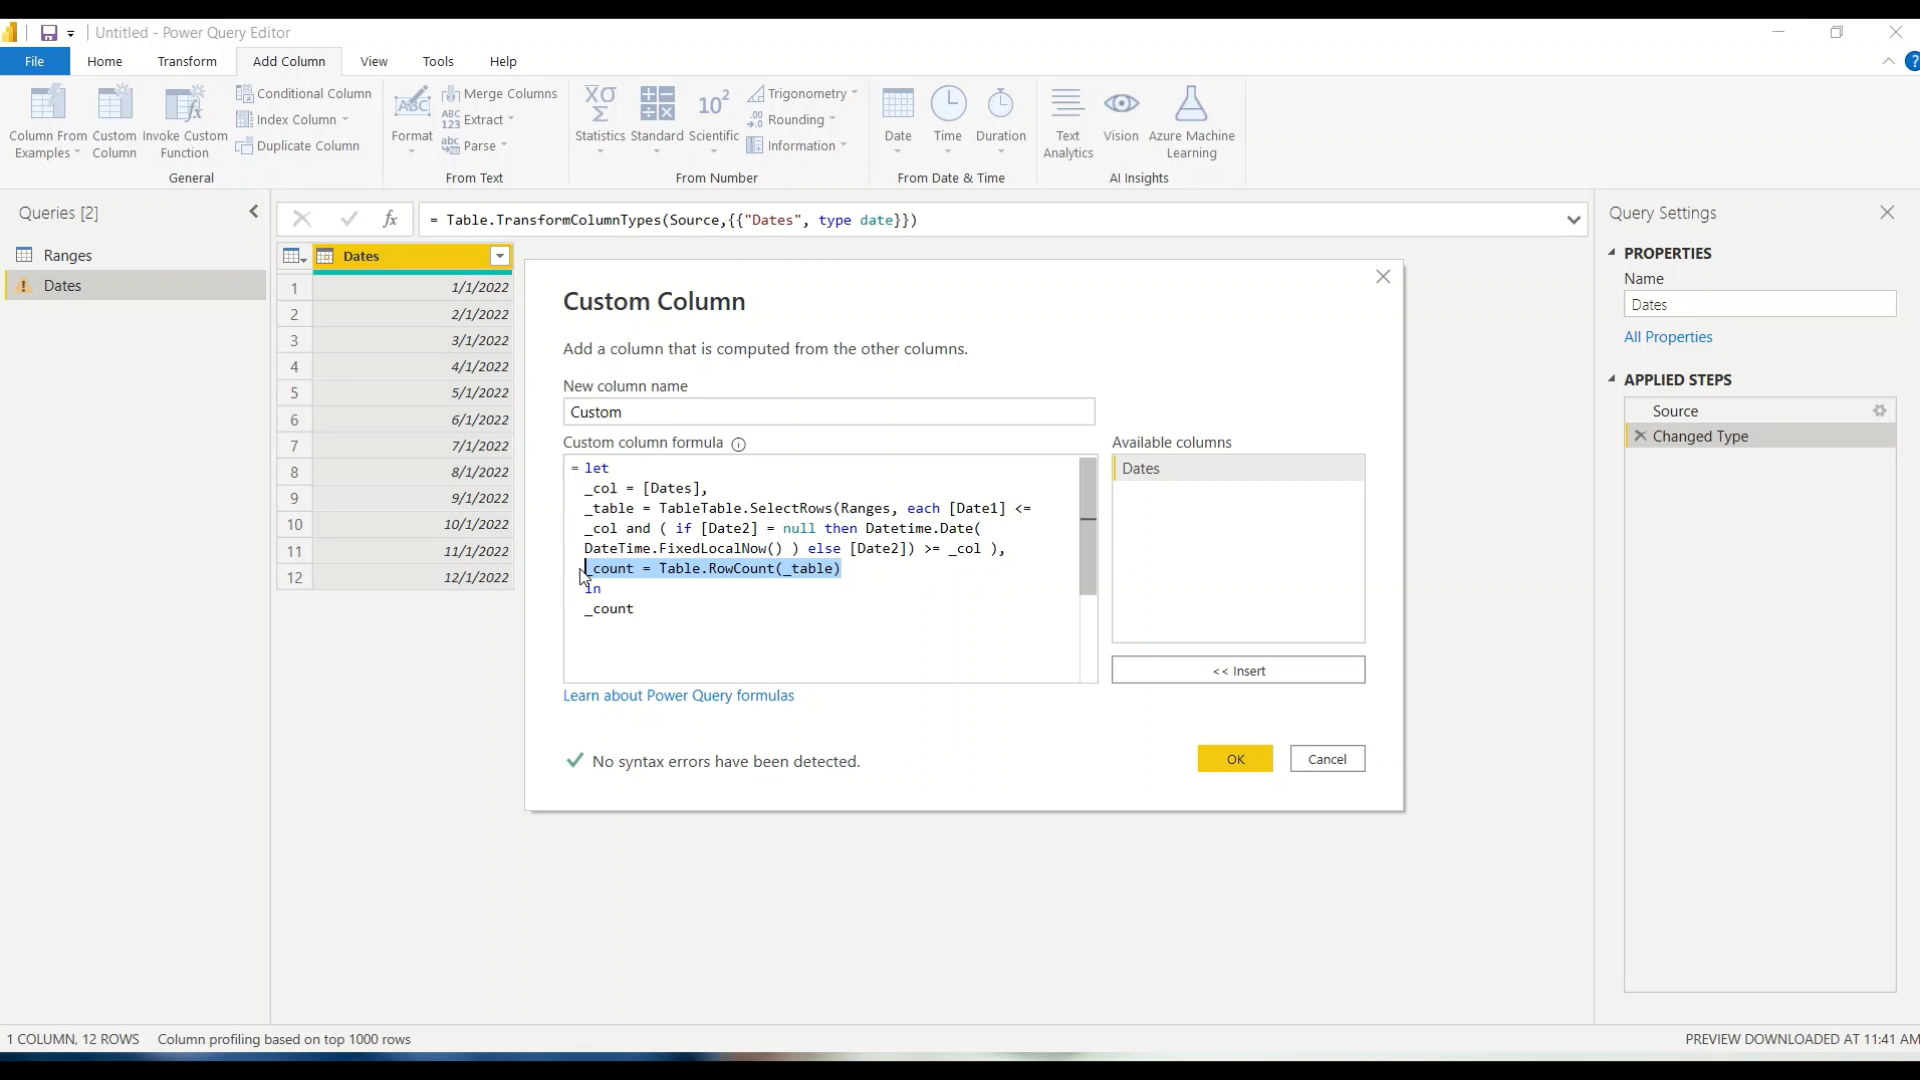 Untitled - Power Query Editor
File Home Transform Add Column View Tools Help
?
Column From Examples
Custom Column
Invoke Custom Function
Conditional Column
Index Column
Duplicate Column
General
ABC
Format
Merge Columns
ABC 123 Extract
abc Parse
From Text
XΣ Statistics
Standard
10² Scientific
Trigonometry
.00 Rounding
Information
From Number
Date
Time
Duration
From Date & Time
Text Analytics
Vision
Azure Machine Learning
AI Insights
Queries [2]
Ranges
Dates
fx
= Table.TransformColumnTypes(Source,{{"Dates", type date}})
Dates
1 1/1/2022
2 2/1/2022
3 3/1/2022
4 4/1/2022
5 5/1/2022
6 6/1/2022
7 7/1/2022
8 8/1/2022
9 9/1/2022
10 10/1/2022
11 11/1/2022
12 12/1/2022
Custom Column
Add a column that is computed from the other columns.
New column name
Custom
Custom column formula
= let
_col = [Dates],
_table = TableTable.SelectRows(Ranges, each [Date1] <=
_col and ( if [Date2] = null then Datetime.Date(
DateTime.FixedLocalNow() ) else [Date2]) >= _col ),
_count = Table.RowCount(_table)
in
_count
Learn about Power Query formulas
Available columns
Dates
<< Insert
No syntax errors have been detected.
OK
Cancel
Query Settings
PROPERTIES
Name
Dates
All Properties
APPLIED STEPS
Source
Changed Type
1 COLUMN, 12 ROWS Column profiling based on top 1000 rows
PREVIEW DOWNLOADED AT 11:41 AM